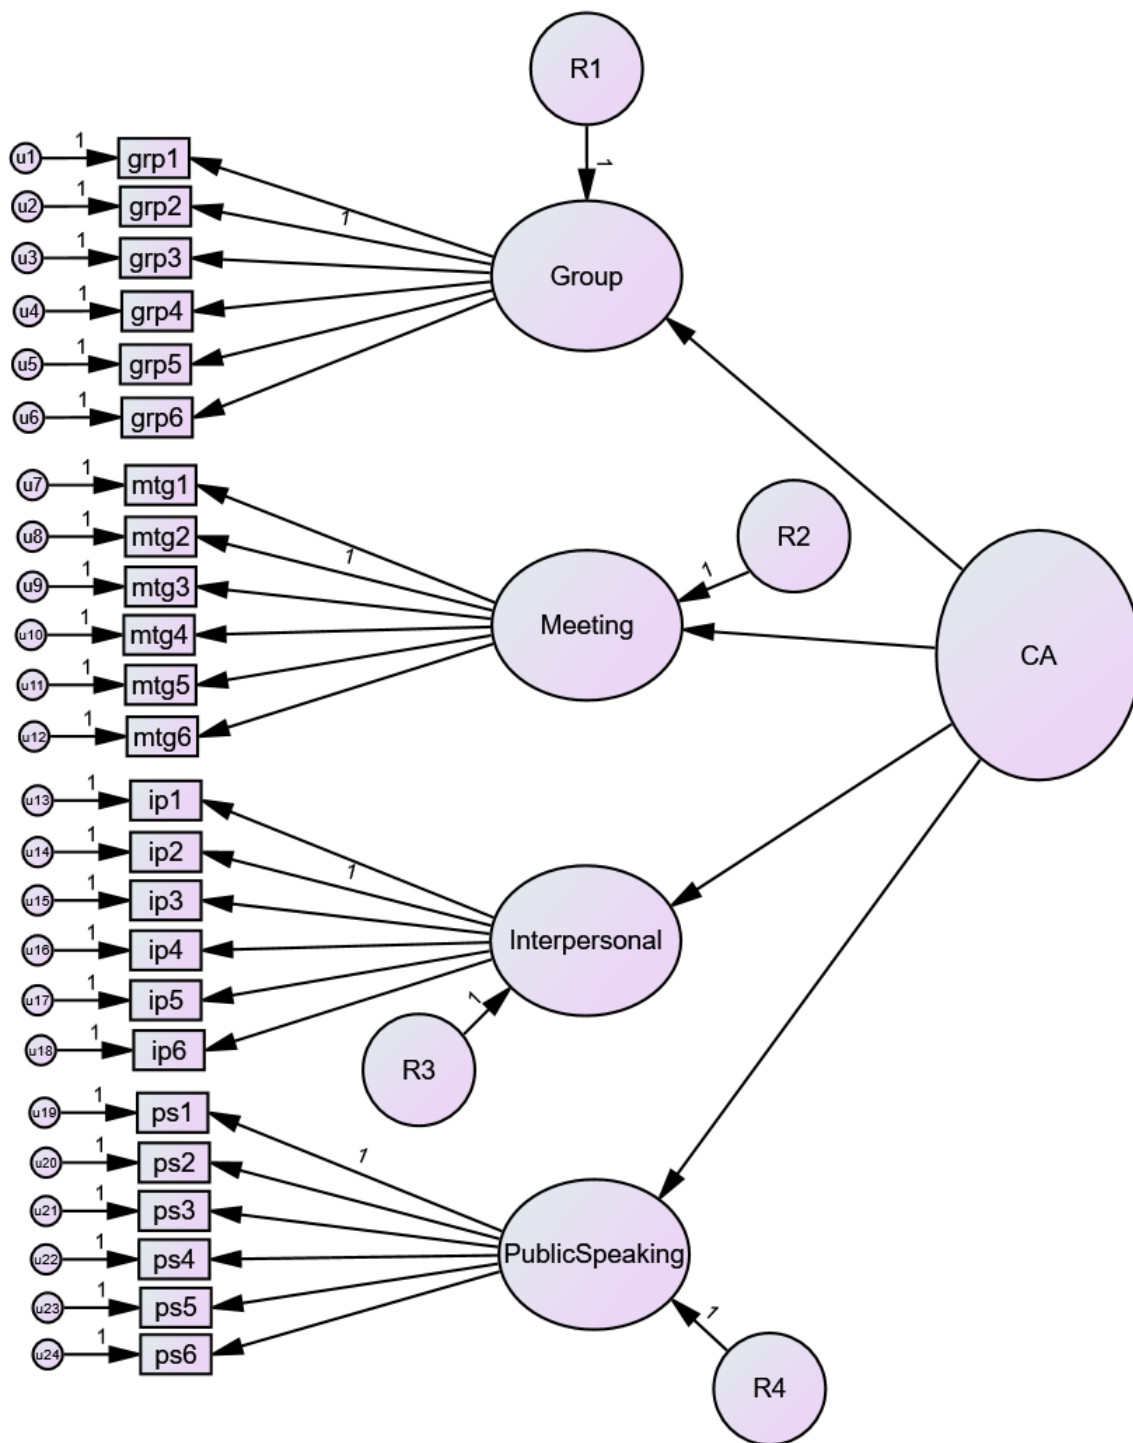 R1
1
u1 1 grp1
u2 1 grp2
u3 1 grp3
u4 1 grp4
u5 1 grp5
u6 1 grp6
1
Group
u7 1 mtg1
u8 1 mtg2
u9 1 mtg3
u10 1 mtg4
u11 1 mtg5
u12 1 mtg6
1
Meeting
1
R2
CA
u13 1 ip1
u14 1 ip2
u15 1 ip3
u16 1 ip4
u17 1 ip5
u18 1 ip6
1
Interpersonal
1
R3
u19 1 ps1
u20 1 ps2
u21 1 ps3
u22 1 ps4
u23 1 ps5
u24 1 ps6
1
PublicSpeaking
1
R4